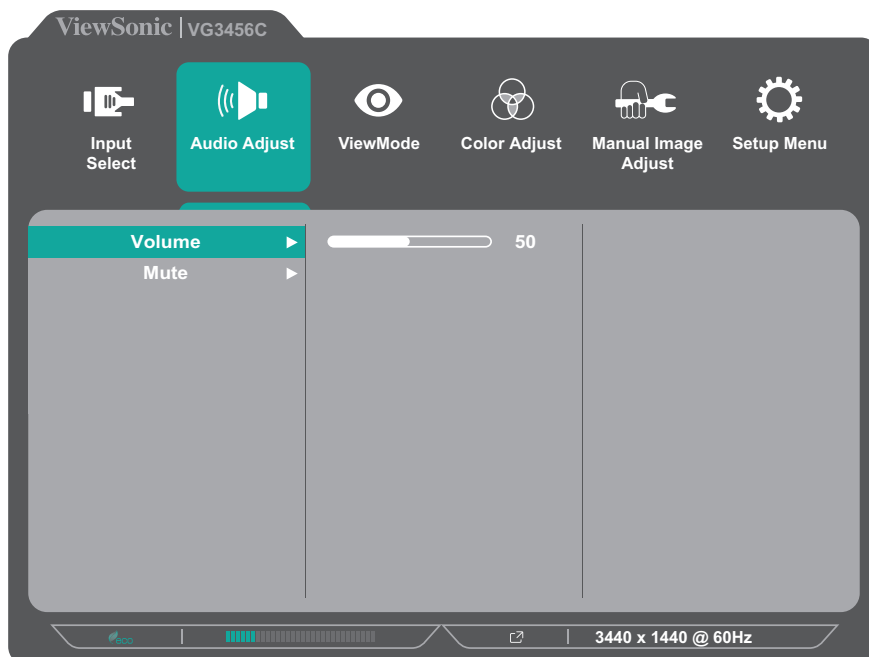 ViewSonic | VG3456C
Input
Select
Audio Adjust
ViewMode
Color Adjust
Manual Image
Adjust
Setup Menu
Volume
50
Mute
eco
3440 x 1440 @ 60Hz